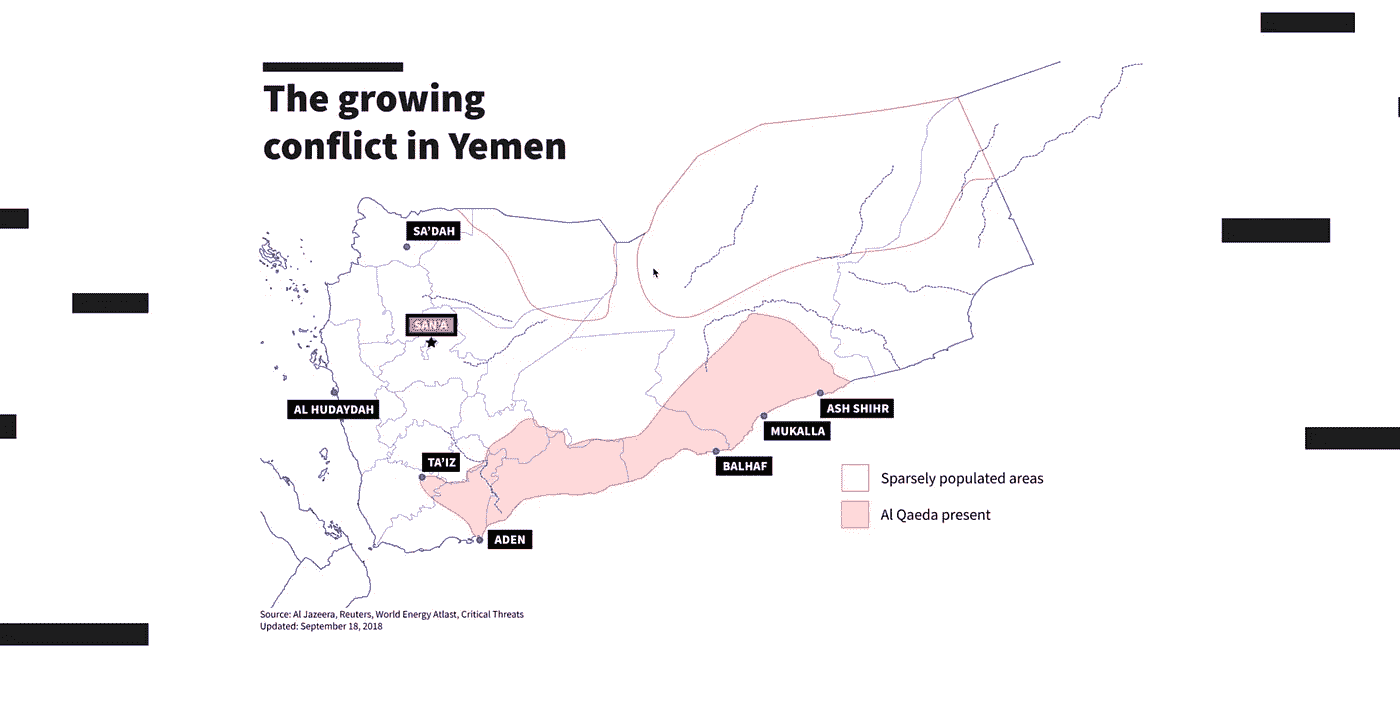 The growing
conflict in Yemen
SA'DAH
SAN'A
AL HUDAYDAH
ASH SHIHR
MUKALLA
TA'IZ
BALHAF
ADEN
Sparsely populated areas
Al Qaeda present
Source: Al Jazeera, Reuters, World Energy Atlast, Critical Threats
Updated: September 18, 2018